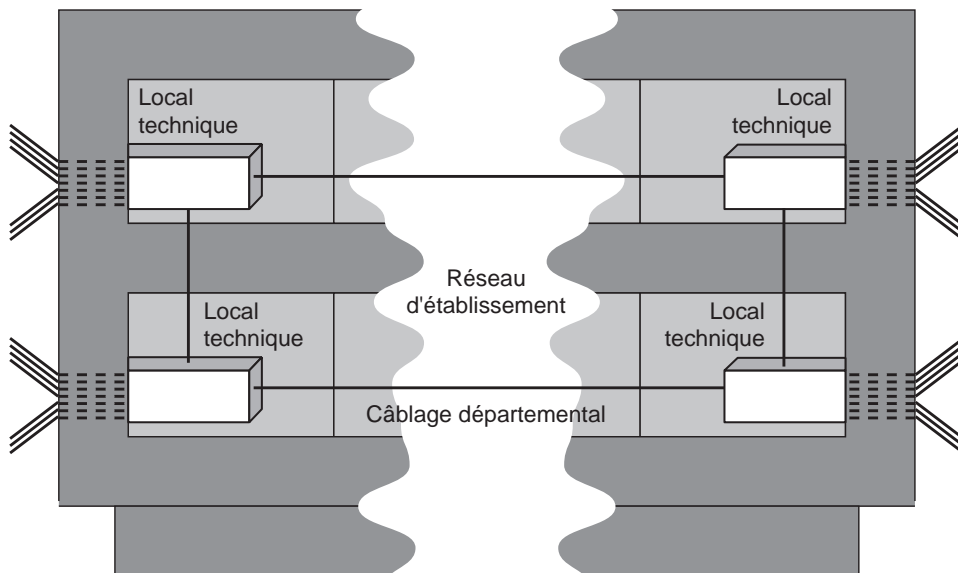 Local
technique
Local
technique
Réseau
d'établissement
Local
technique
Local
technique
Câblage départemental